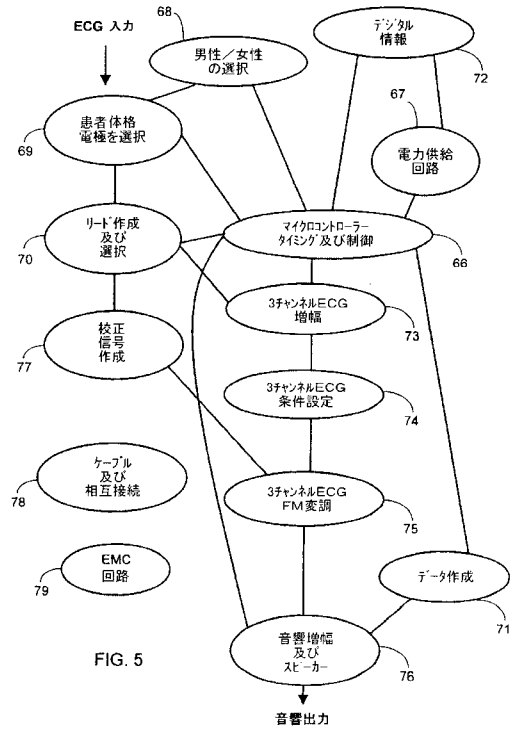 ECG 入力
68
男性／女性
の選択
デジタル
情報
72
67
患者体格
電極を選択
69
電力供給
回路
リード作成
及び
選択
70
マイクロコントローラー
タイミング及び制御
66
3チャンネルECG
増幅
73
校正
信号
作成
77
3チャンネルECG
条件設定
74
ケーブル
及び
相互接続
78
3チャンネルECG
FM変調
75
EMC
回路
79
データ作成
71
FIG. 5
音響増幅
及び
スピーカー
76
音響出力